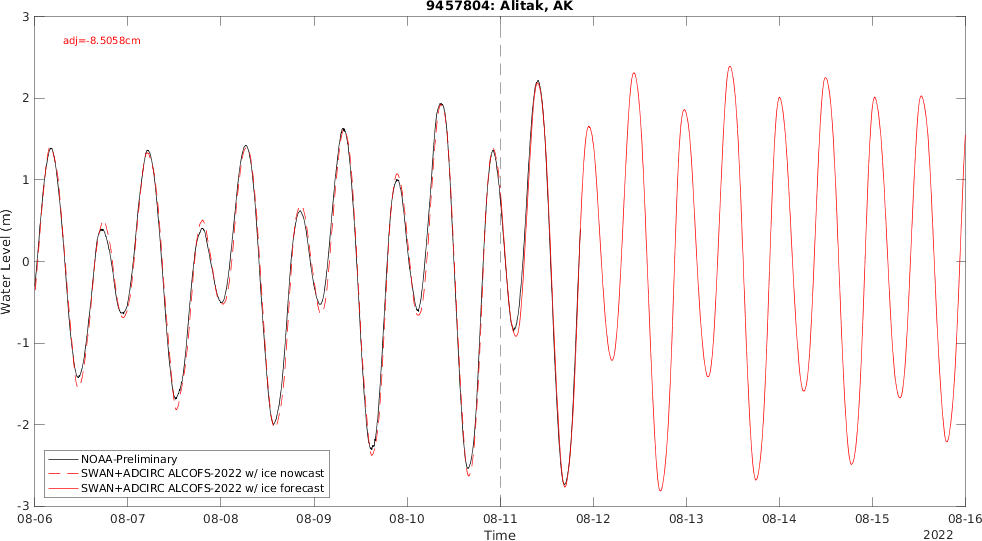 9457804: Alitak, AK
adj=-8.5058cm
Water Level (m)
3
2
1
0
-1
-2
-3
NOAA-Preliminary
SWAN+ADCIRC ALCOFS-2022 w/ ice nowcast
SWAN+ADCIRC ALCOFS-2022 w/ ice forecast
08-06 08-07 08-08 08-09 08-10 08-11 08-12 08-13 08-14 08-15 08-16
Time
2022